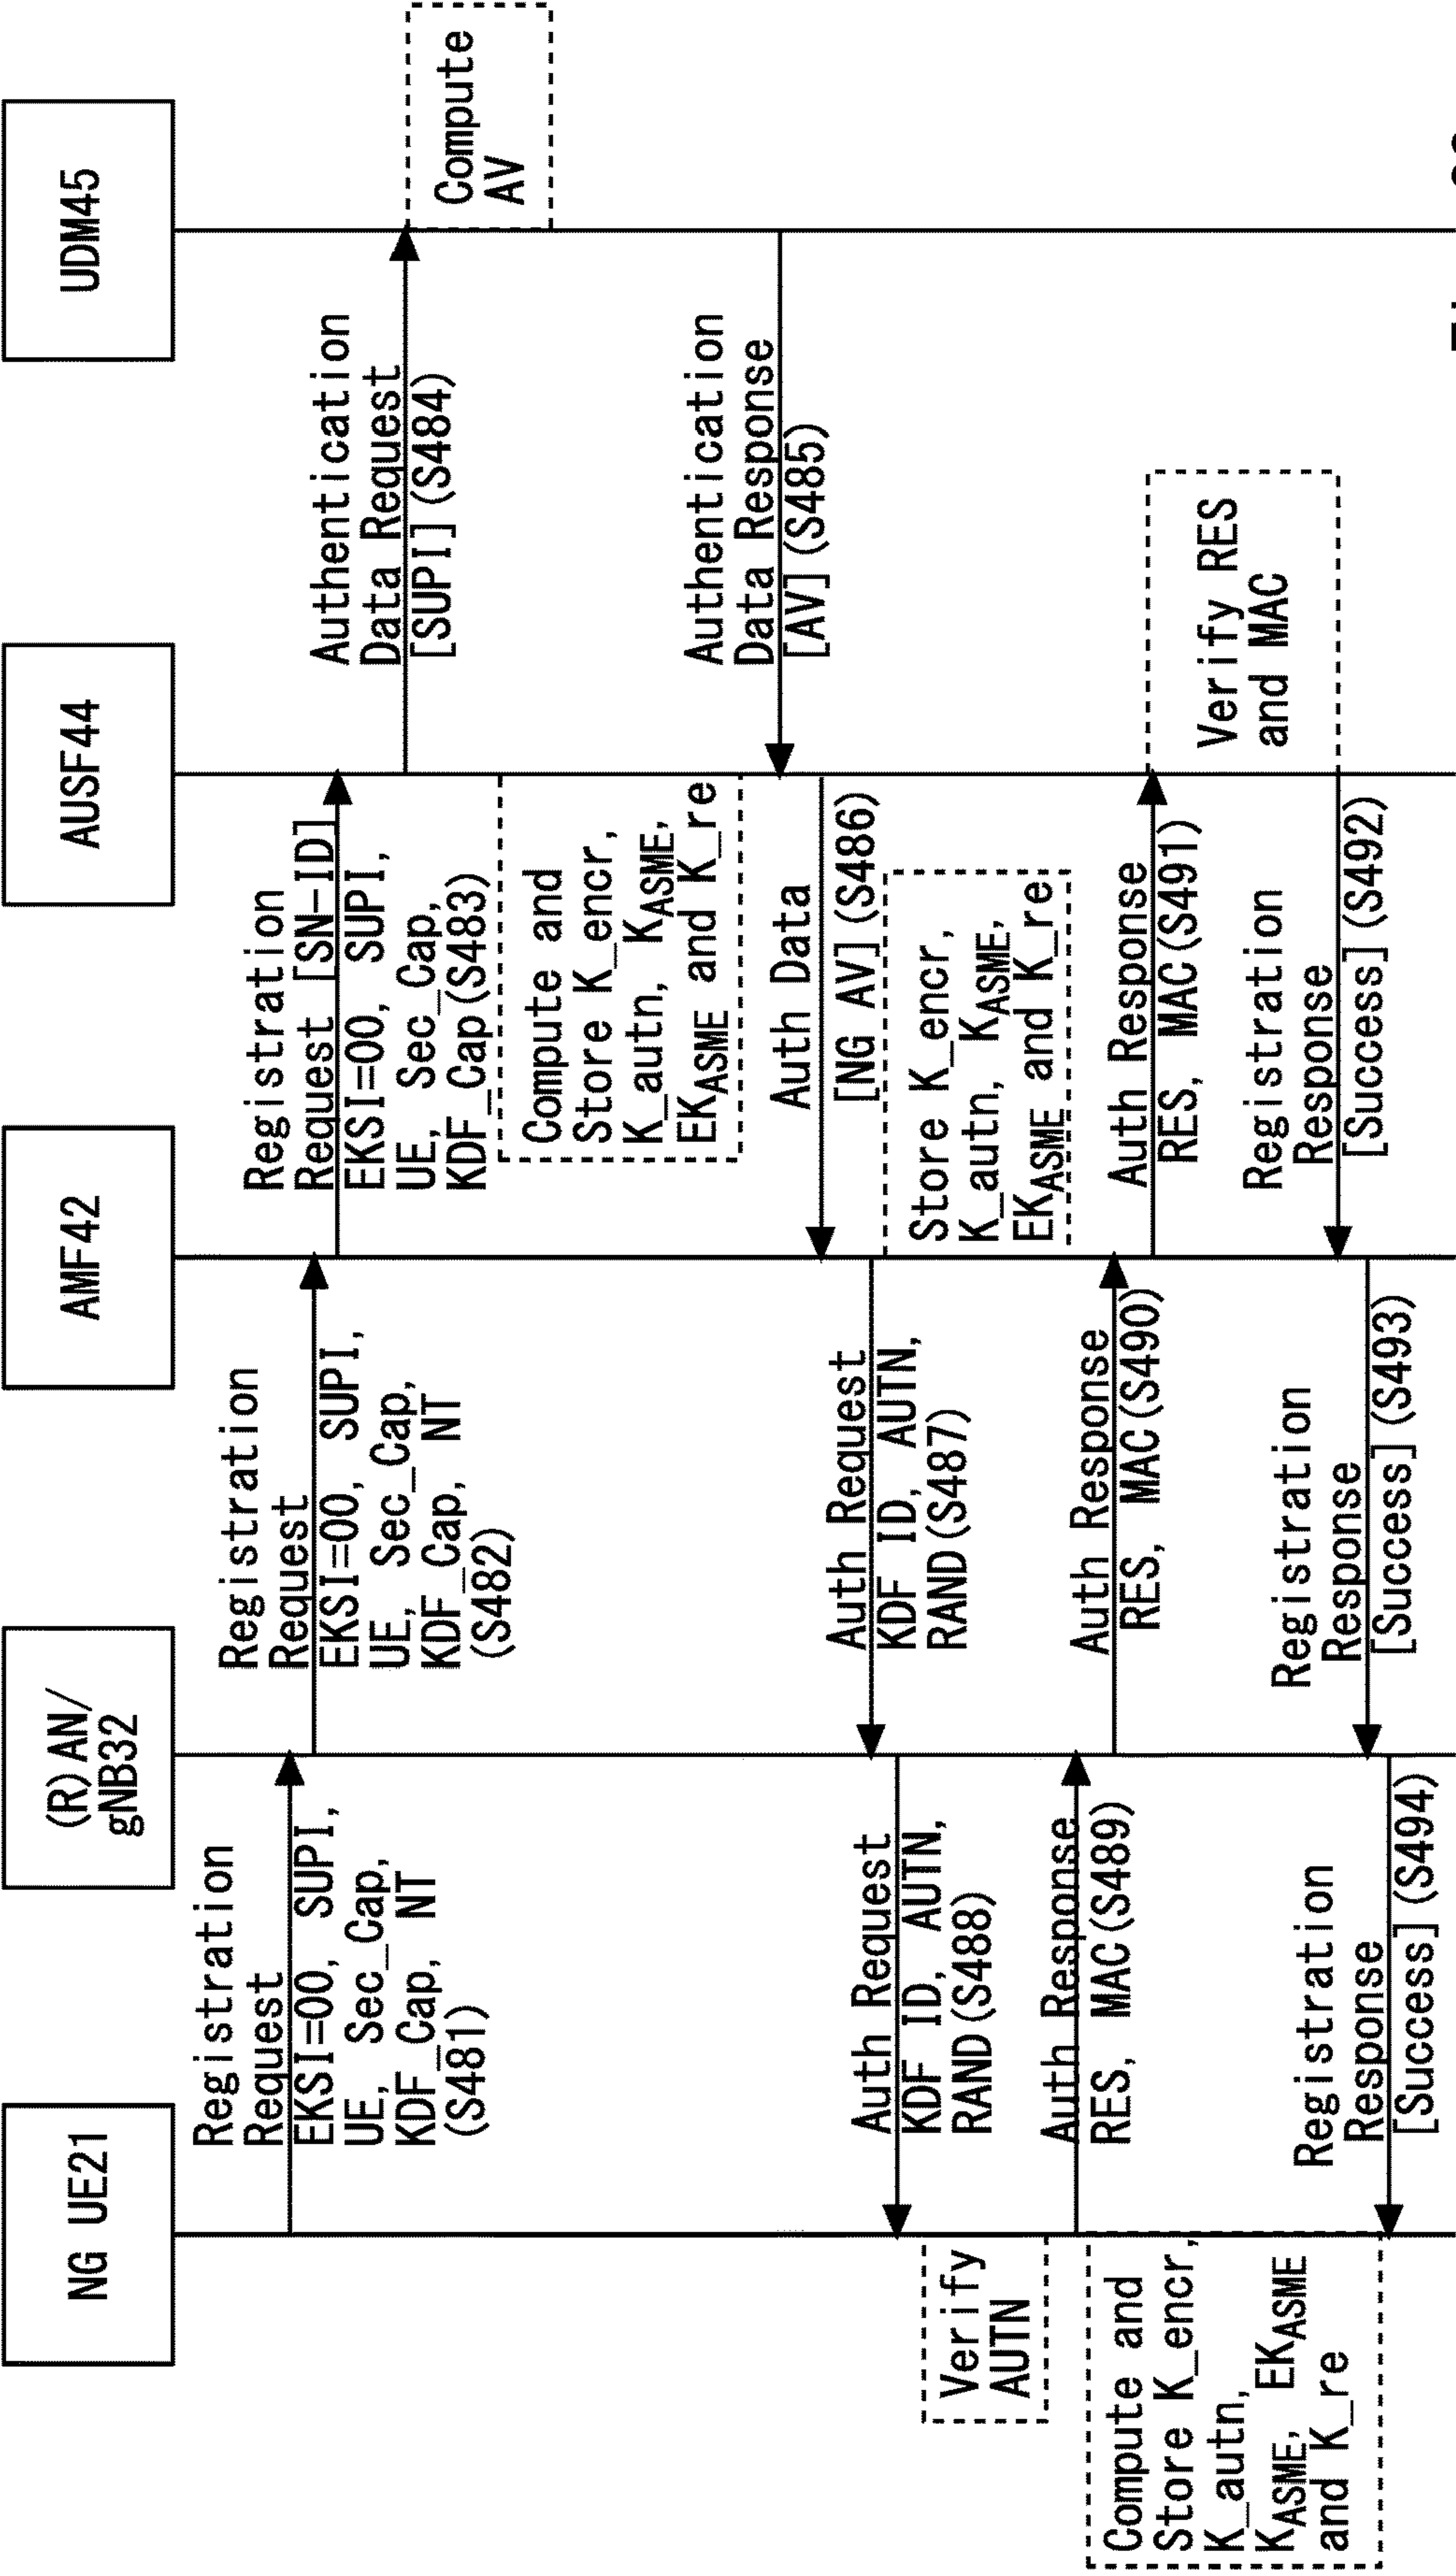 NG UE21
(R)AN/
gNB32
AMF42
AUSF44
UDM45
Registration
Request
EKSI=00, SUPI,
UE, Sec_Cap,
KDF_Cap, NT
(S481)
Registration
Request
EKSI=00, SUPI,
UE, Sec_Cap,
KDF_Cap, NT
(S482)
Registration
Request [SN-ID]
EKSI=00, SUPI,
UE, Sec_Cap,
KDF_Cap(S483)
Authentication
Data Request
[SUPI](S484)
Compute
AV
Compute and
Store K_encr,
K_autn, KASME,
EKASME and K_re
Authentication
Data Response
[AV](S485)
Auth Data
[NG AV](S486)
Store K_encr,
K_autn, KASME,
EKASME and K_re
Auth Request
KDF ID, AUTN,
RAND(S487)
Auth Request
KDF ID, AUTN,
RAND(S488)
Verify
AUTN
Auth Response
RES, MAC(S489)
Auth Response
RES, MAC(S490)
Auth Response
RES, MAC(S491)
Verify RES
and MAC
Compute and
Store K_encr,
K_autn,
KASME, EKASME
and K_re
Registration
Response
[Success](S492)
Registration
Response
[Success](S493)
Registration
Response
[Success](S494)